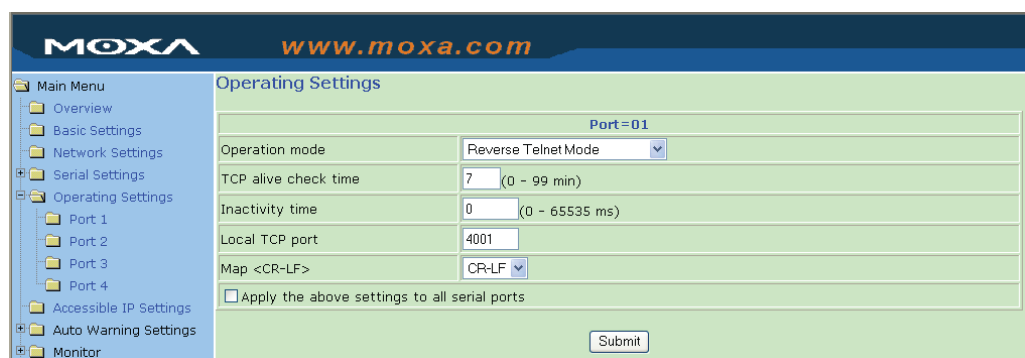 MOXA www.moxa.com
Main Menu
Overview
Basic Settings
Network Settings
Serial Settings
Operating Settings
Port 1
Port 2
Port 3
Port 4
Accessible IP Settings
Auto Warning Settings
Monitor
Operating Settings
Port=01
Operation mode Reverse Telnet Mode
TCP alive check time 7 (0 - 99 min)
Inactivity time 0 (0 - 65535 ms)
Local TCP port 4001
Map <CR-LF> CR-LF
Apply the above settings to all serial ports
Submit